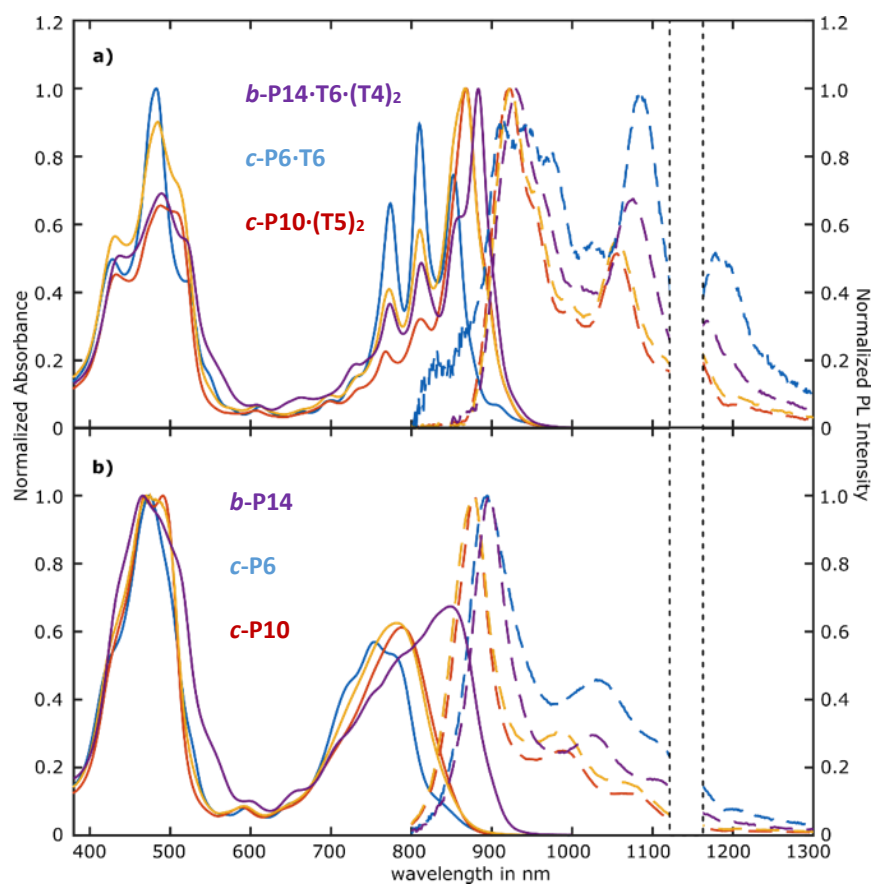 1.2 1.2
a)
b-P14·T6·(T4)₂
1.0 1.0
c-P6·T6
0.8 0.8
c-P10·(T5)₂
0.6 0.6
0.4 0.4
0.2 0.2
0 0
Normalized Absorbance
Normalized PL Intensity
b)
b-P14
1.0 1.0
c-P6
0.8 0.8
c-P10
0.6 0.6
0.4 0.4
0.2 0.2
0 0
400 500 600 700 800 900 1000 1100 1200 1300
wavelength in nm